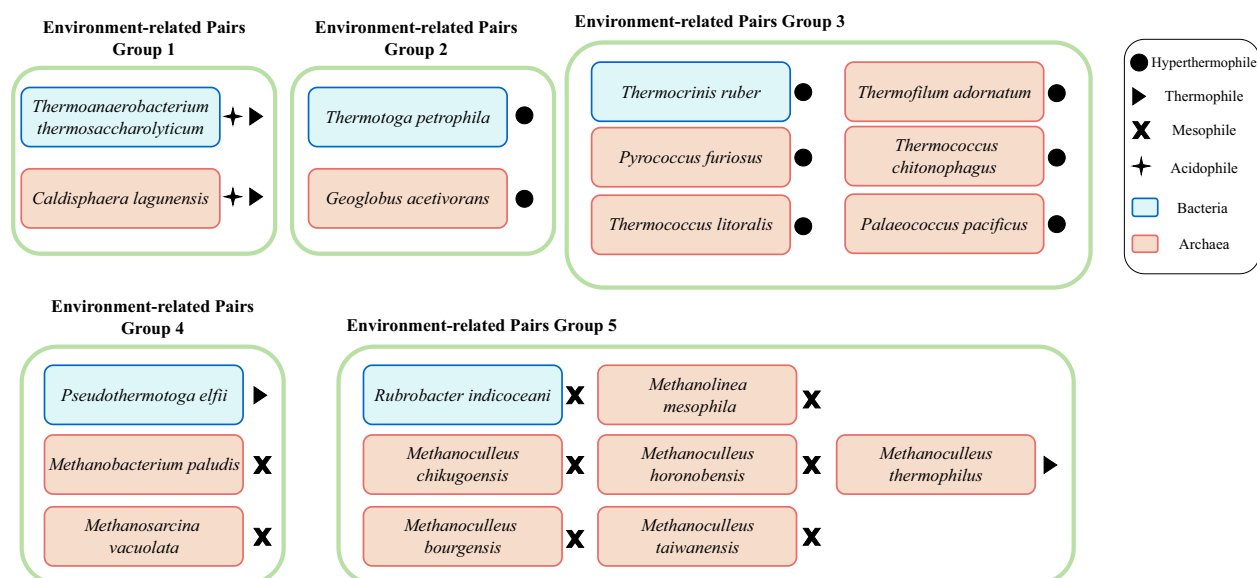 Environment-related Pairs
Group 1
Thermoanaerobacterium
thermosaccharolyticum
Caldisphaera lagunensis
Environment-related Pairs
Group 2
Thermotoga petrophila
Geoglobus acetivorans
Environment-related Pairs Group 3
Thermocrinis ruber
Thermofilum adornatum
Pyrococcus furiosus
Thermococcus
chitonophagus
Thermococcus litoralis
Palaeococcus pacificus
Hyperthermophile
Thermophile
Mesophile
Acidophile
Bacteria
Archaea
Environment-related Pairs
Group 4
Pseudothermotoga elfii
Methanobacterium paludis
Methanosarcina
vacuolata
Environment-related Pairs Group 5
Rubrobacter indicoceani
Methanolinea
mesophila
Methanoculleus
chikugoensis
Methanoculleus
horonobensis
Methanoculleus
thermophilus
Methanoculleus
bourgensis
Methanoculleus
taiwanensis